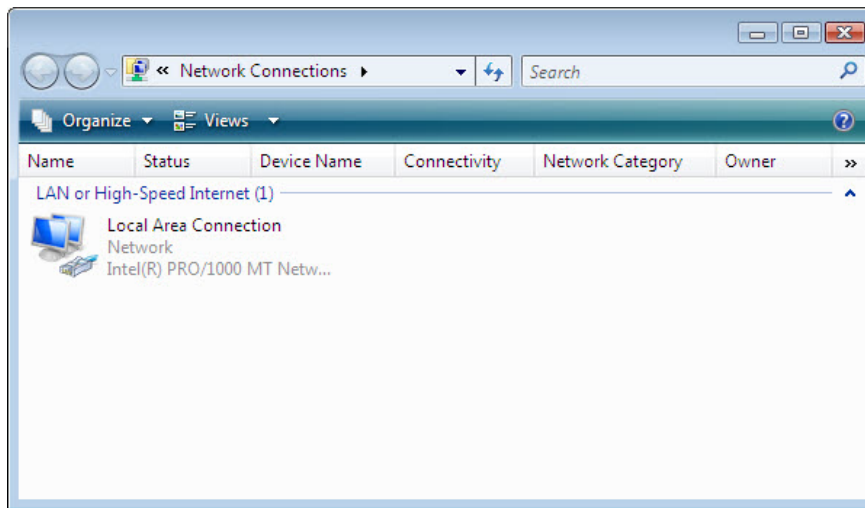 « Network Connections
Search
Organize Views
Name Status Device Name Connectivity Network Category Owner »
LAN or High-Speed Internet (1)
Local Area Connection
Network
Intel(R) PRO/1000 MT Netw...